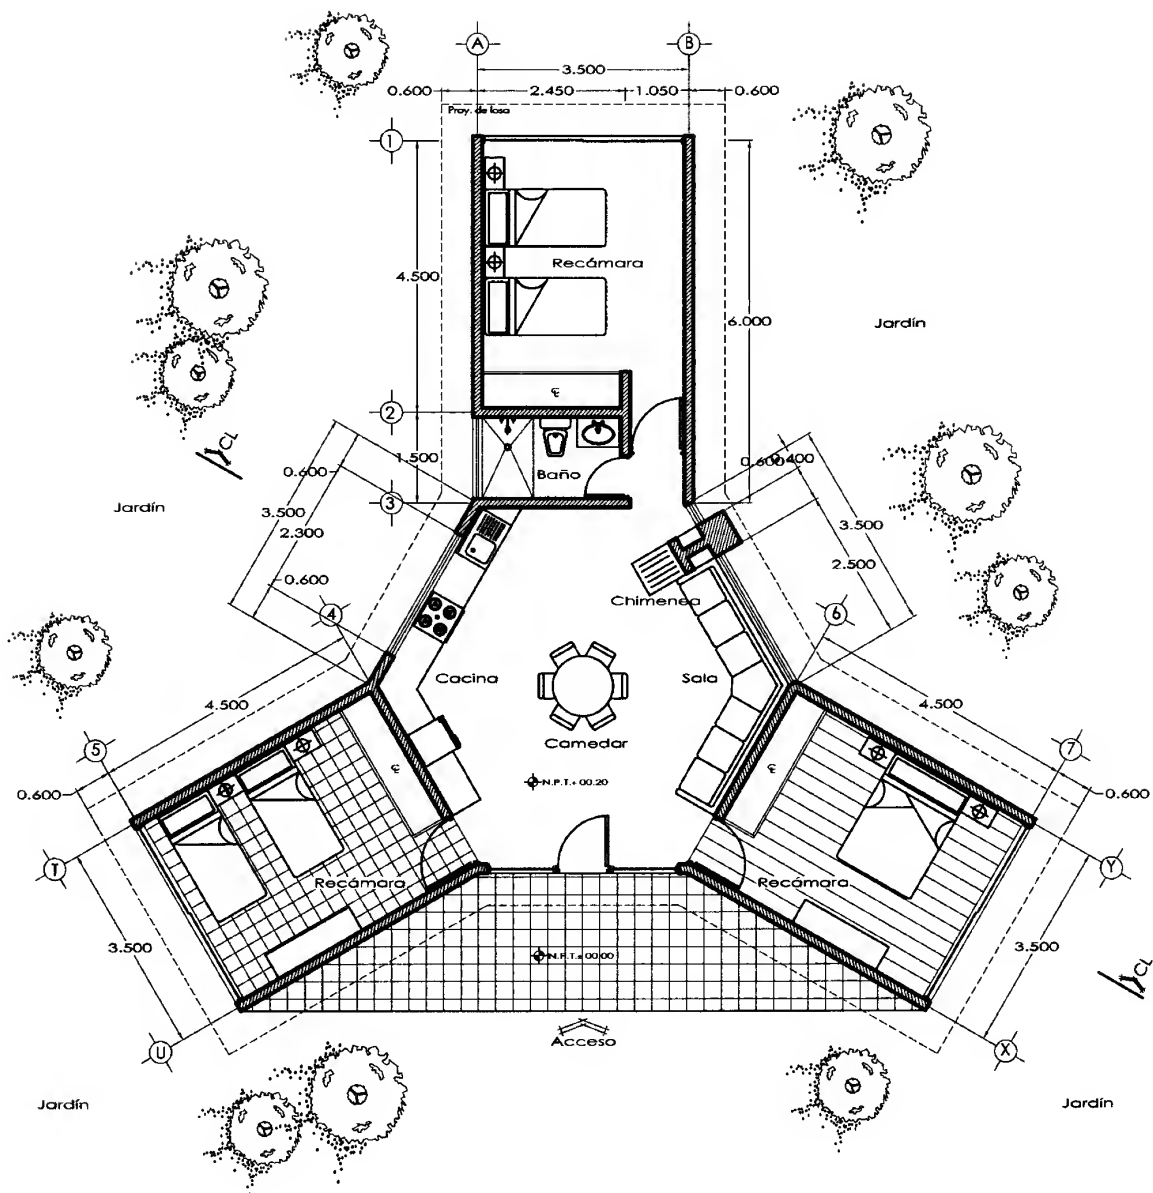 A
B
3.500
0.600
2.450
1.050
0.600
Proy. de losa
1
Recámara
4.500
6.000
Jardín
2
CL
1.500
Baño
0.600
0.400
0.600
3
Jardín
3.500
2.300
3.500
2.500
0.600
Chimenea
4
6
Cacina
Sala
4.500
4.500
Camedar
5
7
N.P.T.+ 00.20
0.600
0.600
T
Y
Recámara
Recámara
3.500
3.500
N.P.T.± 00.00
CL
U
X
Acceso
Jardín
Jardín